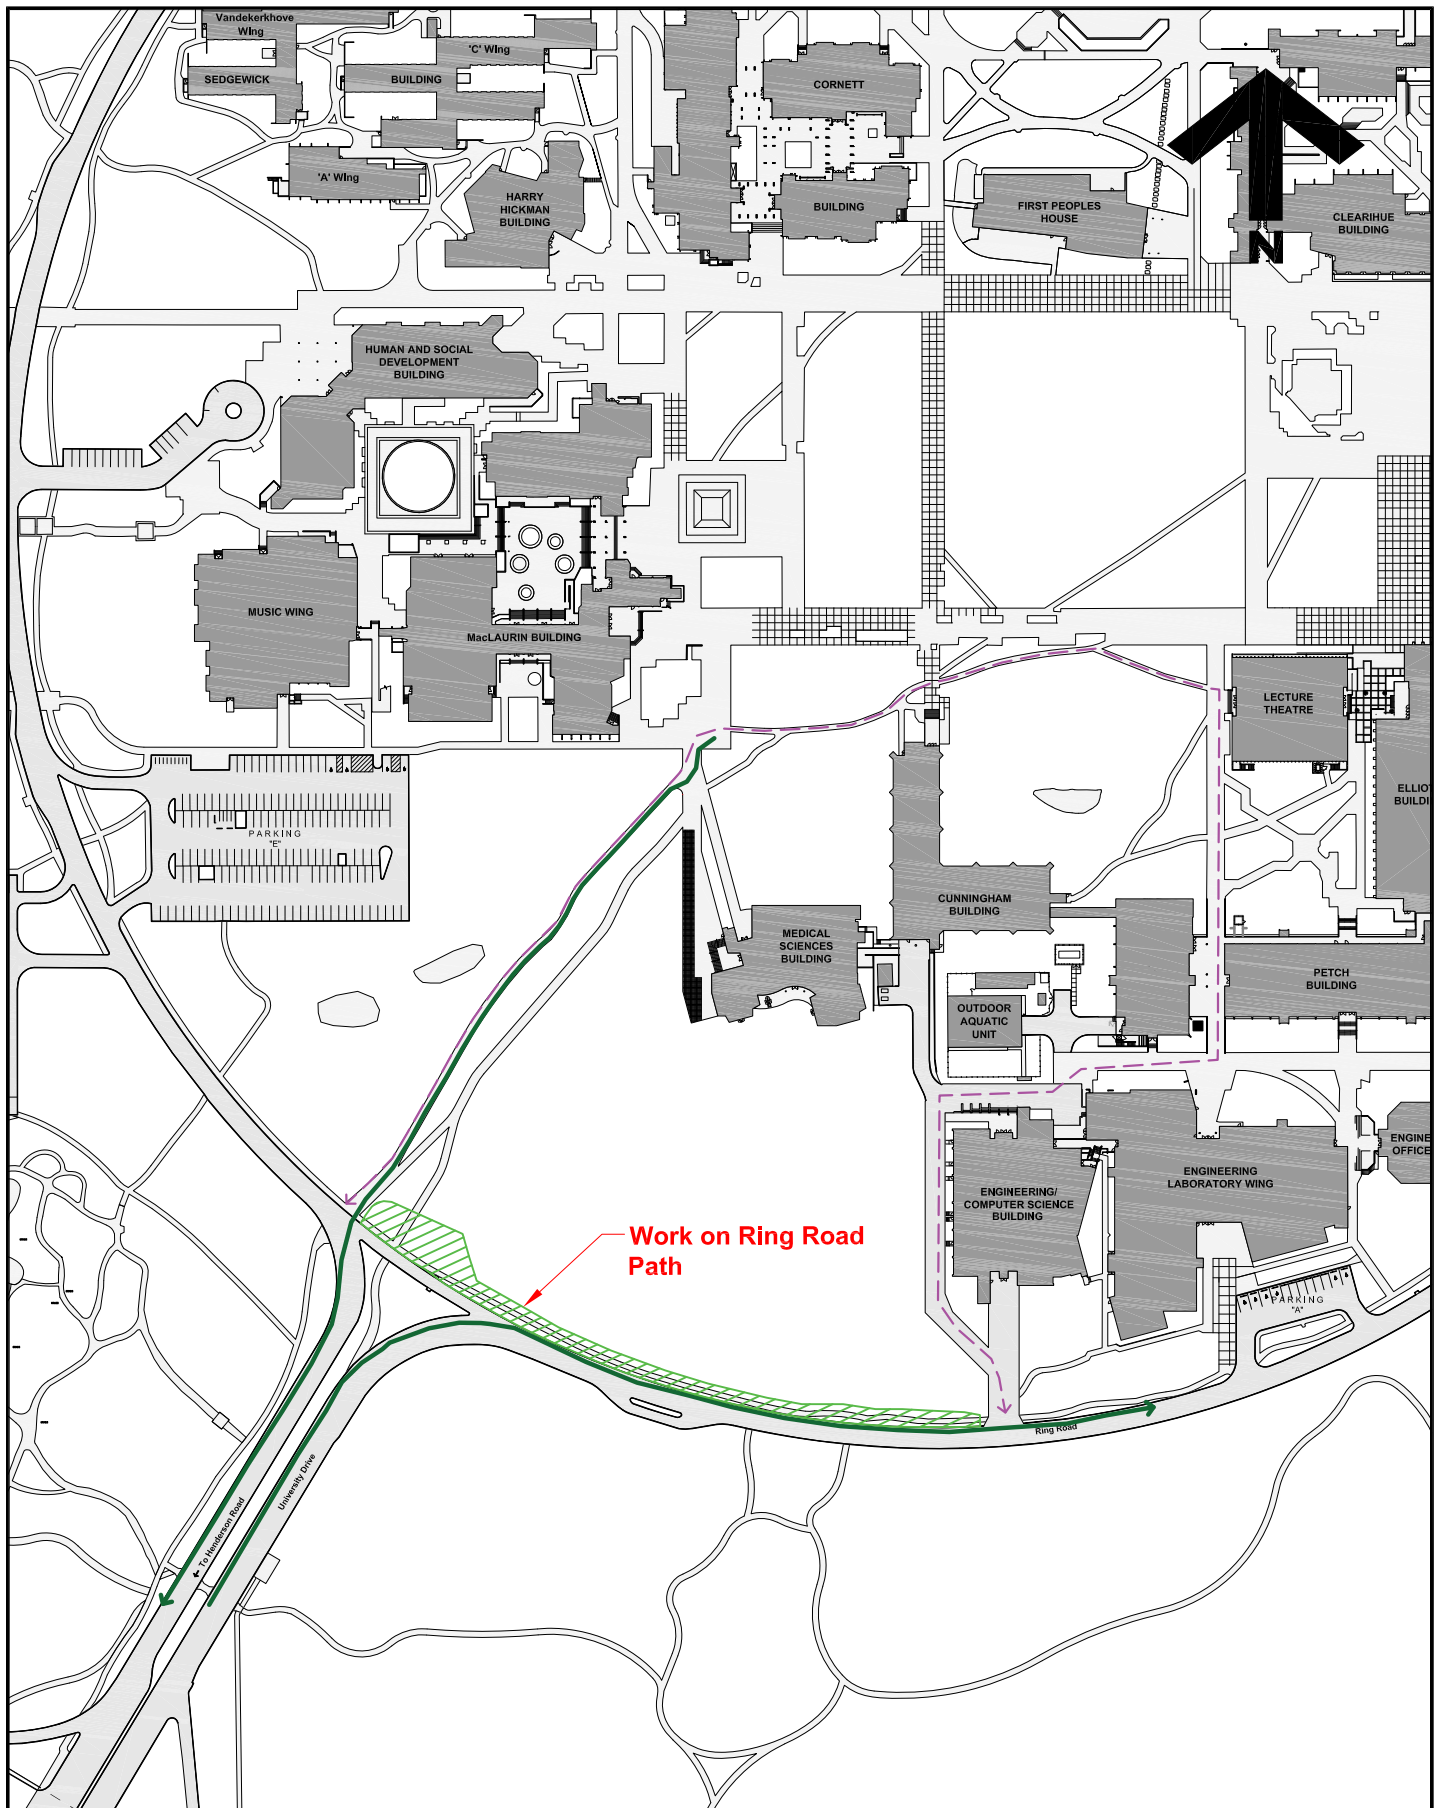 Vandekerkhove
Wing
'C' Wing
SEDGEWICK
BUILDING
CORNETT
'A' Wing
HARRY
HICKMAN
BUILDING
BUILDING
FIRST PEOPLES
HOUSE
CLEARIHUE
BUILDING
N
HUMAN AND SOCIAL
DEVELOPMENT
BUILDING
MUSIC WING
MacLAURIN BUILDING
LECTURE
THEATRE
PARKING
"E"
CUNNINGHAM
BUILDING
MEDICAL
SCIENCES
BUILDING
PETCH
BUILDING
OUTDOOR
AQUATIC
UNIT
ENGINEERING
LABORATORY WING
ENGINEERING/
COMPUTER SCIENCE
BUILDING
Work on Ring Road
Path
PARKING
"A"
Ring Road
University Drive
To Henderson Road